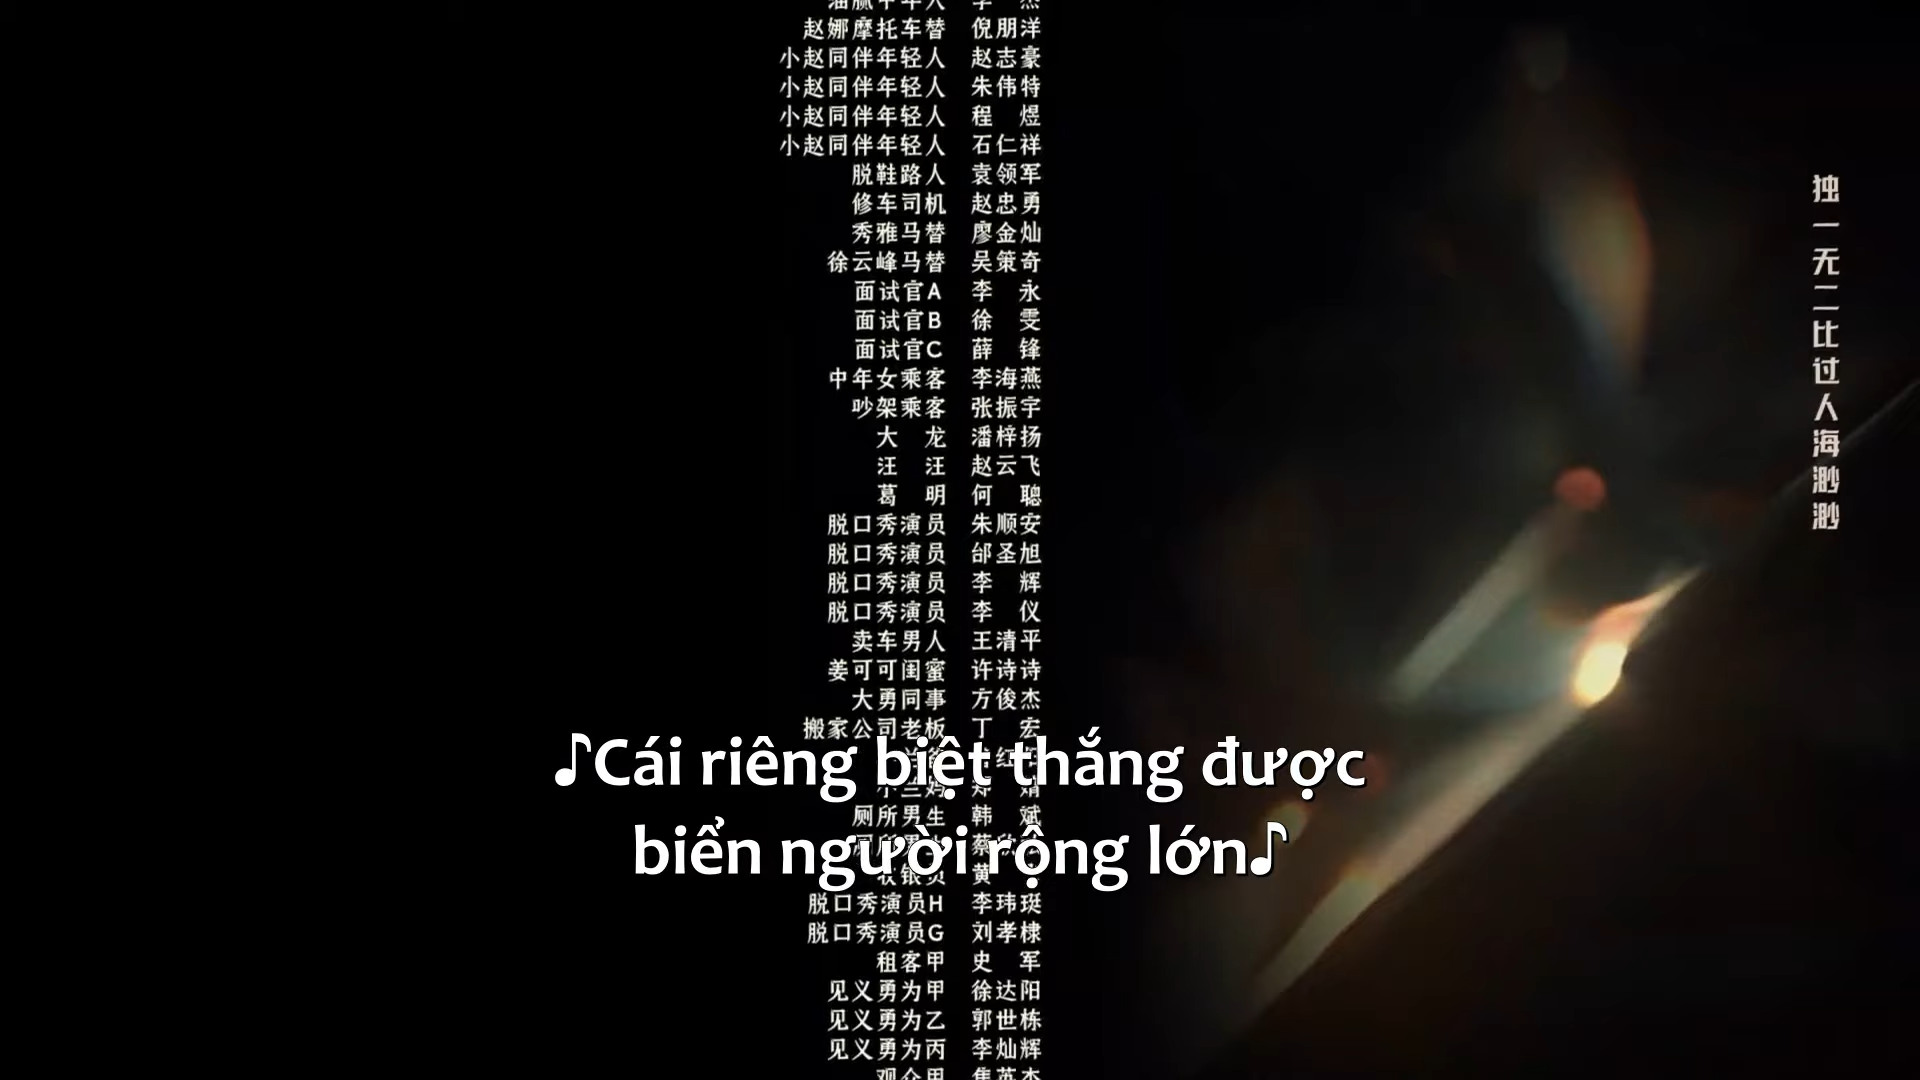 赵娜摩托车替 倪朋洋
小赵同伴年轻人 赵志豪
小赵同伴年轻人 朱伟特
小赵同伴年轻人 程 煜
小赵同伴年轻人 石仁祥
脱鞋路人 袁领军
修车司机 赵忠勇
秀雅马替 廖金灿
徐云峰马替 吴策奇
面试官A 李 永
面试官B 徐 雯
面试官C 薛 锋
中年女乘客 李海燕
吵架乘客 张振宇
大 龙 潘梓扬
汪 汪 赵云飞
葛 明 何 聪
脱口秀演员 朱顺安
脱口秀演员 邰圣旭
脱口秀演员 李 辉
脱口秀演员 李 仪
卖车男人 王清平
姜可可闺蜜 许诗诗
大勇同事 方俊杰
搬家公司老板 丁 宏
♪Cái riêng biệt thắng được
biển người rộng lớn♪
厕所男生 韩 斌
脱口秀演员H 李玮珽
脱口秀演员G 刘孝棣
租客甲 史 军
见义勇为甲 徐达阳
见义勇为乙 郭世栋
见义勇为丙 李灿辉
独一无二比过人海渺渺